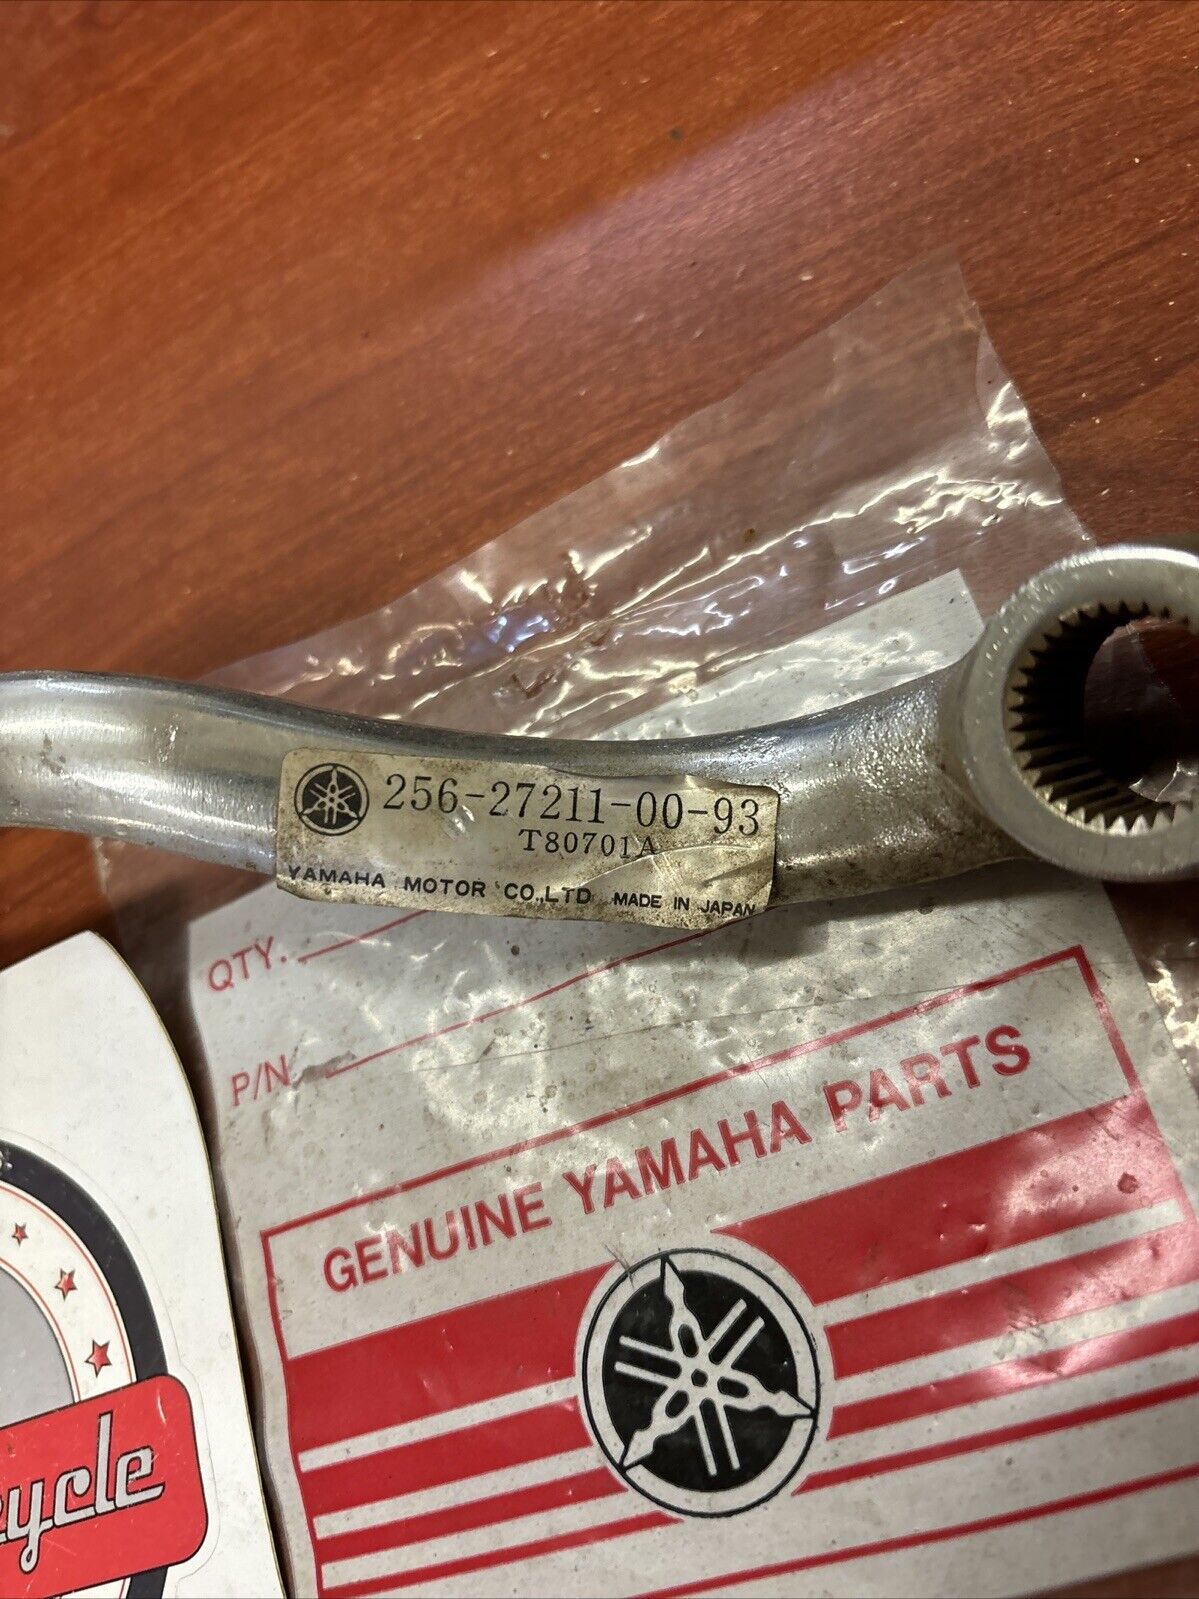 256-27211-00-93
T80701A
YAMAHA MOTOR CO.,LTD MADE IN JAPAN
QTY.
P/N
GENUINE YAMAHA PARTS
cycle